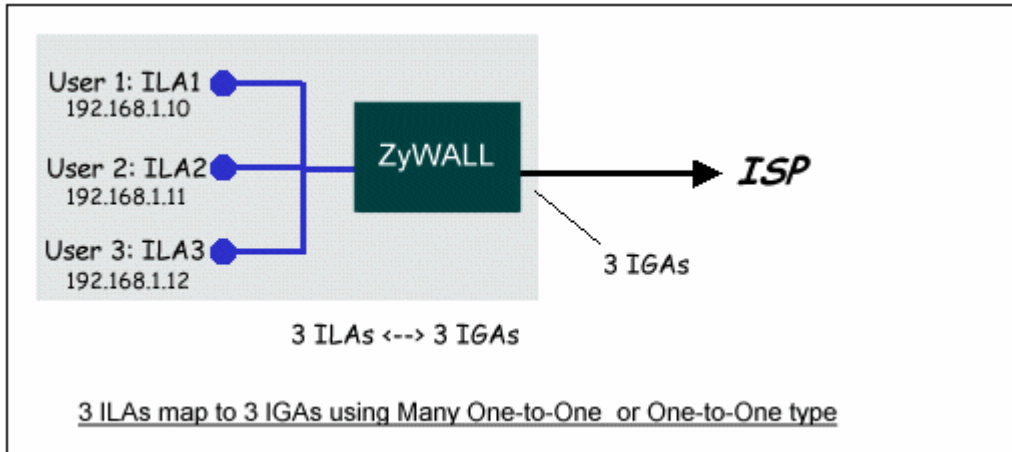 User 1: ILA1
192.168.1.10
User 2: ILA2
192.168.1.11
User 3: ILA3
192.168.1.12
ZyWALL
ISP
3 IGAs
3 ILAs <--> 3 IGAs
3 ILAs map to 3 IGAs using Many One-to-One or One-to-One type